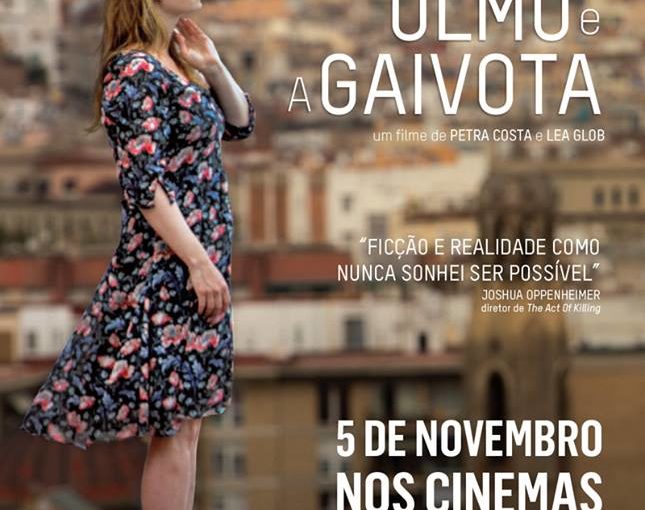 OLMO e
A GAIVOTA
um filme de PETRA COSTA e LEA GLOB
"FICÇÃO E REALIDADE COMO
NUNCA SONHEI SER POSSÍVEL"
JOSHUA OPPENHEIMER
diretor de The Act Of Killing
5 DE NOVEMBRO
NOS CINEMAS